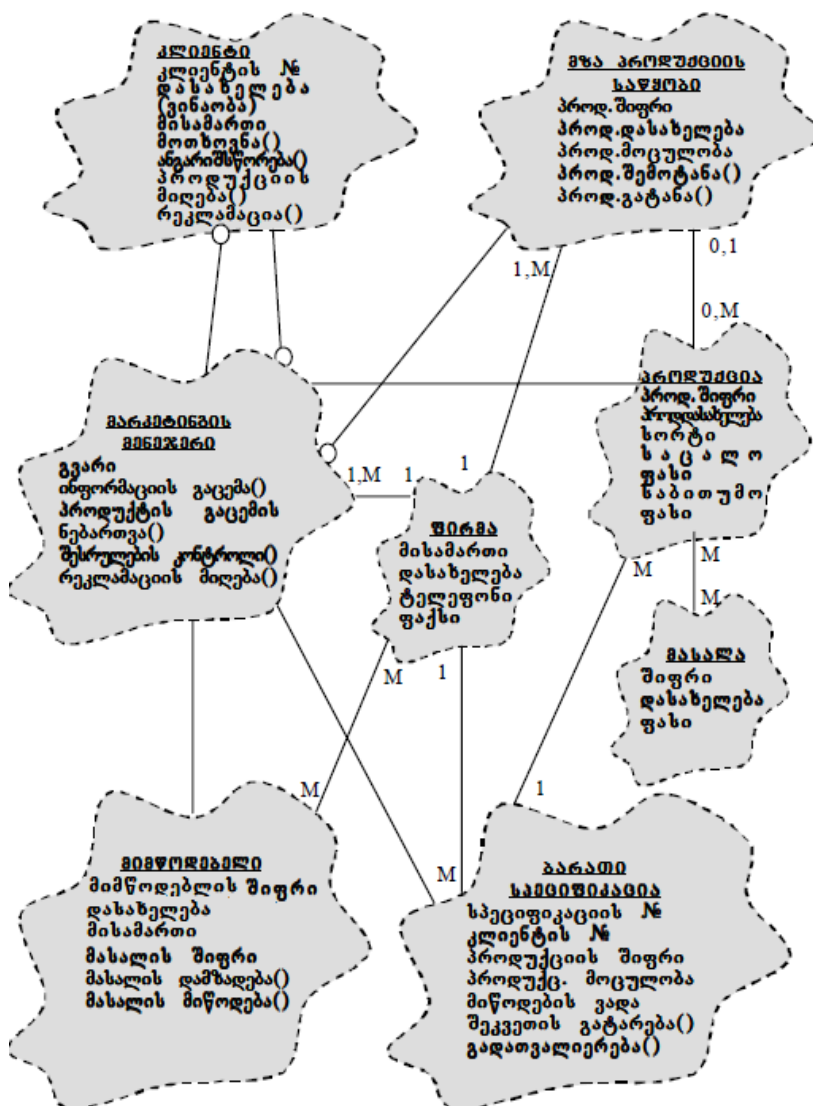 კლიენტი
კლიენტის №
დასახელება
(ვინაობა)
მისამართი
მოთხოვნა()
ანგარიშსწორება()
პროდუქციის
მიღება()
რეკლამაცია()
მზა პროდუქციის
საწყობი
პროდ. შიფრი
პროდ.დასახელება
პროდ.მოცულობა
პროდ.შემოტანა()
პროდ.გატანა()
1,M
0,1
0,M
მარკეტინგის
მენეჯერი
გვარი
ინფორმაციის გაცემა()
პროდუქტის გაცემის
ნებართვა()
შესრულების კონტროლი()
რეკლამაციის მიღება()
1,M
1
1
ფირმა
მისამართი
დასახელება
ტელეფონი
ფაქსი
პროდუქცია
პროდ. შიფრი
პროდდასახელება
სორტი
საცალო
ფასი
საბითუმო
ფასი
M
M
M
მასალა
შიფრი
დასახელება
ფასი
M
1
M
1
M
მიმწოდებელი
მიმწოდებლის შიფრი
დასახელება
მისამართი
მასალის შიფრი
მასალის დამზადება()
მასალის მიწოდება()
ბარათი
სპეციფიკაცია
სპეციფიკაციის №
კლიენტის №
პროდუქციის შიფრი
პროდუქც. მოცულობა
მიწოდების ვადა
შეკვეთის გატარება()
გადათვალიერება()